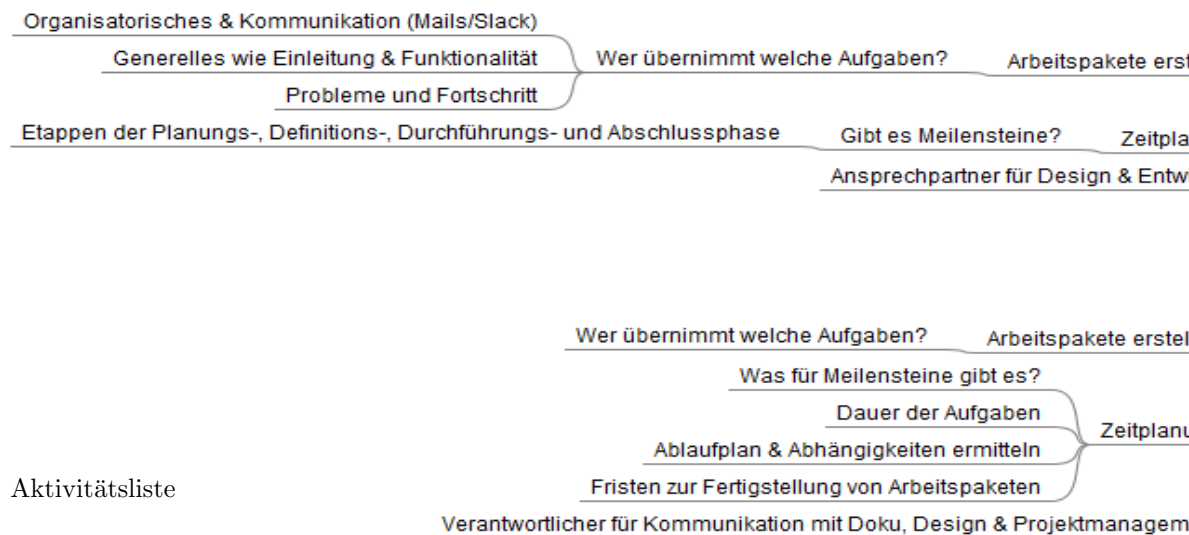 Organisatorisches & Kommunikation (Mails/Slack)
Generelles wie Einleitung & Funktionalität
Wer übernimmt welche Aufgaben?
Arbeitspakete erst
Probleme und Fortschritt
Etappen der Planungs-, Definitions-, Durchführungs- und Abschlussphase
Gibt es Meilensteine?
Zeitpla
Ansprechpartner für Design & Entw
Wer übernimmt welche Aufgaben?
Arbeitspakete erstel
Was für Meilensteine gibt es?
Dauer der Aufgaben
Zeitplanu
Ablaufplan & Abhängigkeiten ermitteln
Aktivitätsliste
Fristen zur Fertigstellung von Arbeitspaketen
Verantwortlicher für Kommunikation mit Doku, Design & Projektmanagem